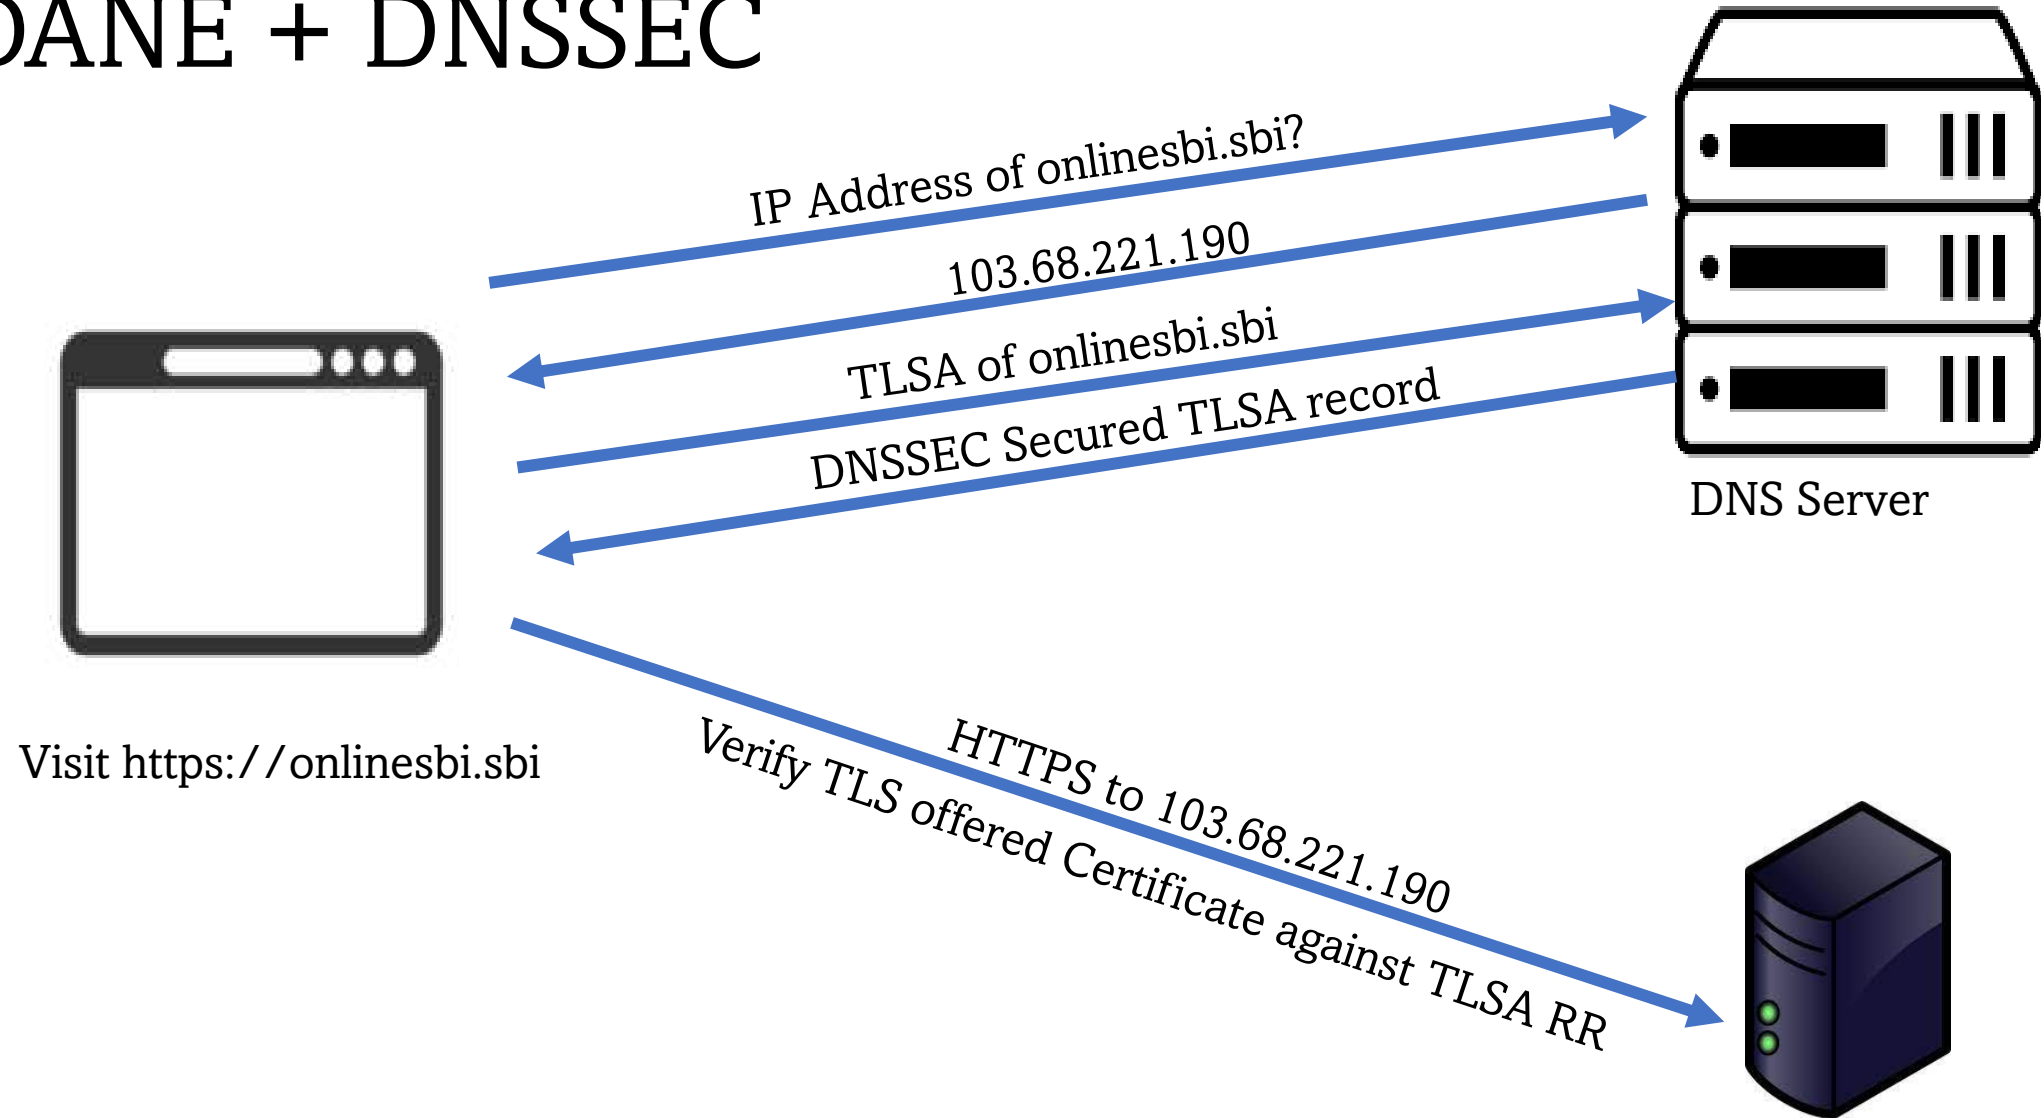 DANE + DNSSEC
IP Address of onlinesbi.sbi?
103.68.221.190
TLSA of onlinesbi.sbi
DNSSEC Secured TLSA record
DNS Server
Visit https://onlinesbi.sbi
HTTPS to 103.68.221.190
Verify TLS offered Certificate against TLSA RR